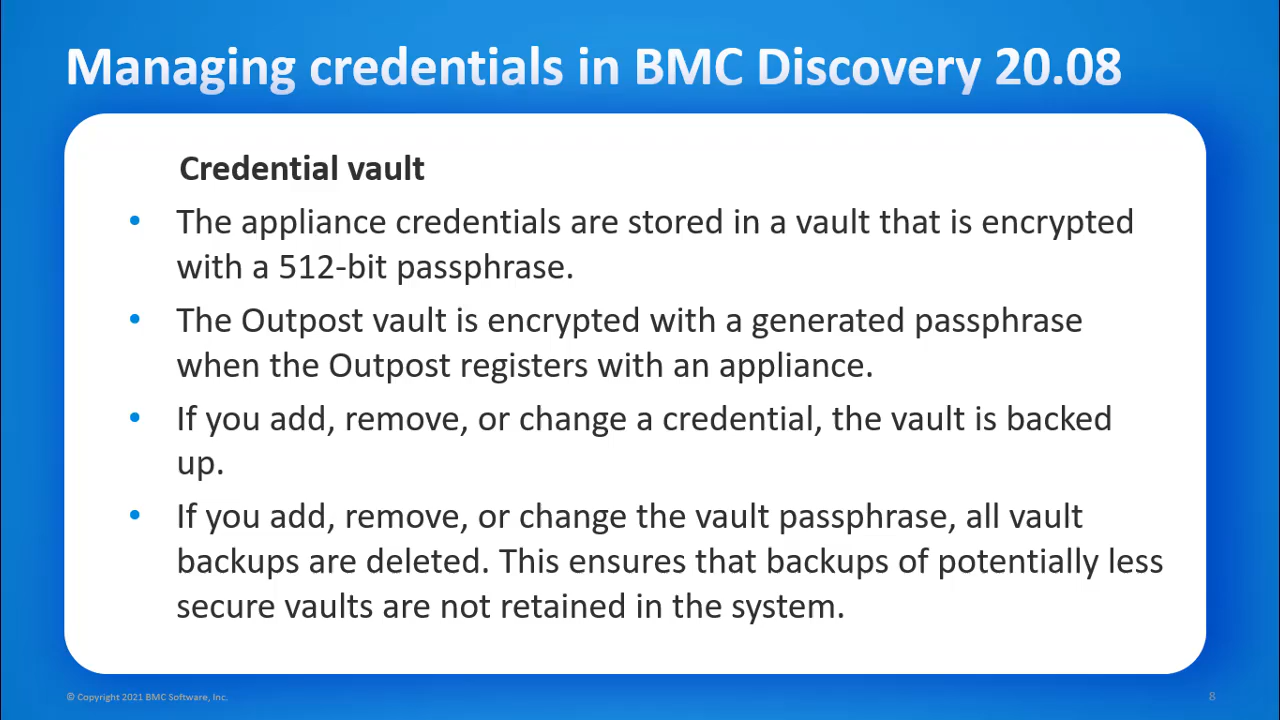 Managing credentials in BMC Discovery 20.08
Credential vault
• The appliance credentials are stored in a vault that is encrypted
with a 512-bit passphrase.
• The Outpost vault is encrypted with a generated passphrase
when the Outpost registers with an appliance.
• If you add, remove, or change a credential, the vault is backed
up.
• If you add, remove, or change the vault passphrase, all vault
backups are deleted. This ensures that backups of potentially less
secure vaults are not retained in the system.
© Copyright 2021 BMC Software, Inc.
8